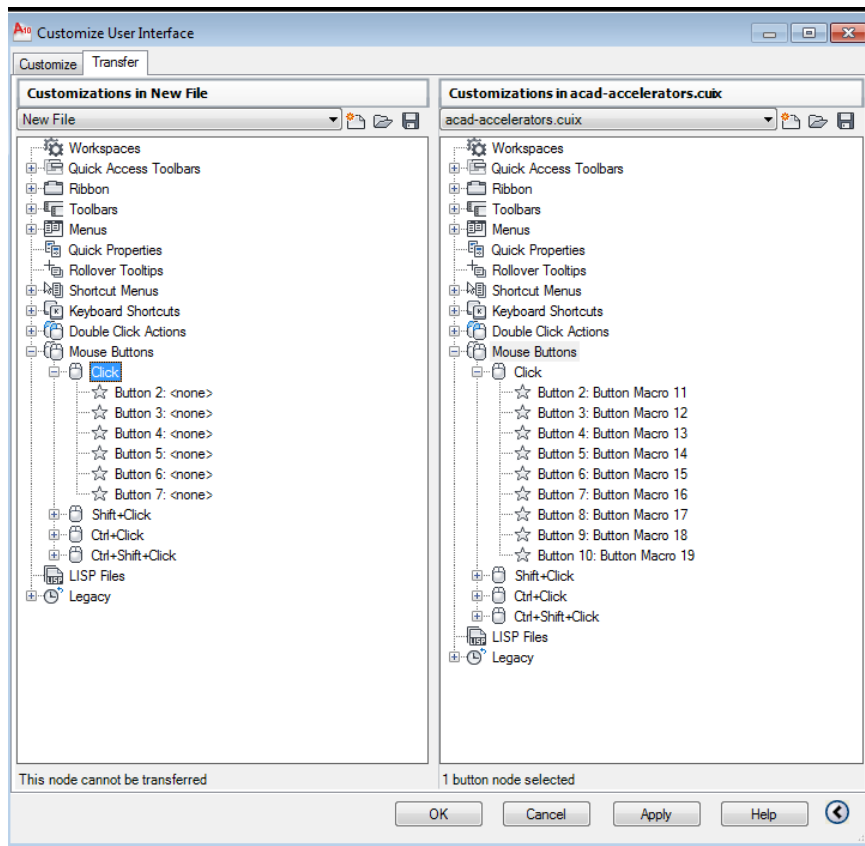 A10 Customize User Interface
Customize Transfer
Customizations in New File
New File
Workspaces
Quick Access Toolbars
Ribbon
Toolbars
Menus
Quick Properties
Rollover Tooltips
Shortcut Menus
Keyboard Shortcuts
Double Click Actions
Mouse Buttons
Click
Button 2: <none>
Button 3: <none>
Button 4: <none>
Button 5: <none>
Button 6: <none>
Button 7: <none>
Shift+Click
Ctrl+Click
Ctrl+Shift+Click
LISP Files
Legacy
This node cannot be transferred
Customizations in acad-accelerators.cuix
acad-accelerators.cuix
Workspaces
Quick Access Toolbars
Ribbon
Toolbars
Menus
Quick Properties
Rollover Tooltips
Shortcut Menus
Keyboard Shortcuts
Double Click Actions
Mouse Buttons
Click
Button 2: Button Macro 11
Button 3: Button Macro 12
Button 4: Button Macro 13
Button 5: Button Macro 14
Button 6: Button Macro 15
Button 7: Button Macro 16
Button 8: Button Macro 17
Button 9: Button Macro 18
Button 10: Button Macro 19
Shift+Click
Ctrl+Click
Ctrl+Shift+Click
LISP Files
Legacy
1 button node selected
OK Cancel Apply Help